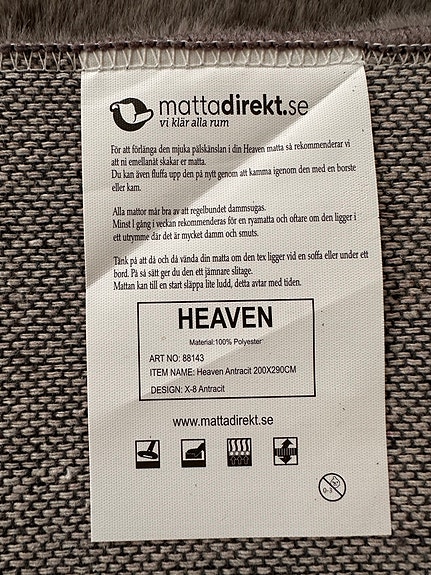 mattadirekt.se
vi klär alla rum
För att förlänga den mjuka pälskänslan i din Heaven matta så rekommenderar vi
att ni emellanåt skakar er matta.
Du kan även fluffa upp den på nytt genom att kamma igenom den med en borste
eller kam.
Alla mattor mår bra av att regelbundet dammsugas.
Minst 1 gång i veckan rekommenderas för en ryamatta och oftare om den ligger i
ett utrymme där det är mycket damm och smuts.
Tänk på att då och då vända din matta om den tex ligger vid en soffa eller under ett
bord. På så sätt ger du den ett jämnare slitage.
Mattan kan till en start släppa lite ludd, detta avtar med tiden.
HEAVEN
Material:100% Polyester
ART NO: 88143
ITEM NAME: Heaven Antracit 200X290CM
DESIGN: X-8 Antracit
www.mattadirekt.se
0-3